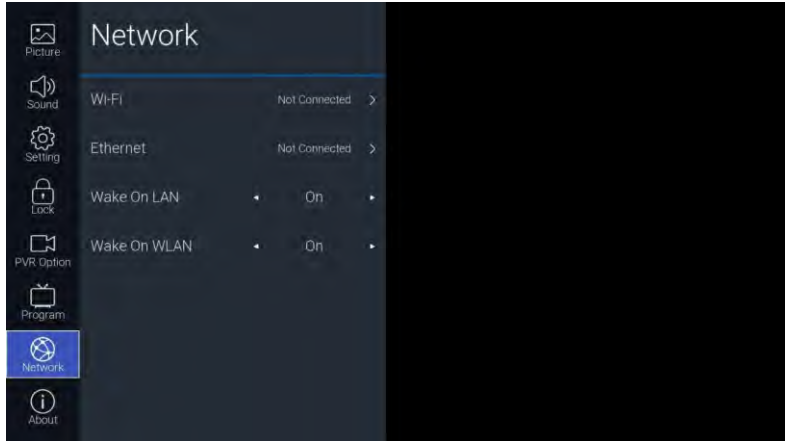 Picture
Sound
Setting
Lock
PVR Option
Program
Network
About
Network
Wi-Fi Not Connected
Ethernet Not Connected
Wake On LAN On
Wake On WLAN On